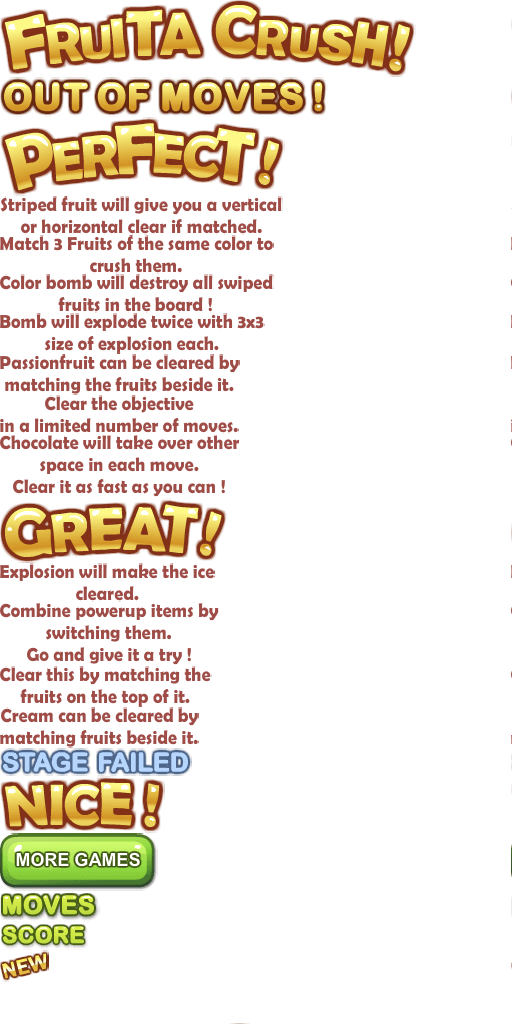 FRUITA CRUSH!
OUT OF MOVES !
PERFECT !
Striped fruit will give you a vertical
or horizontal clear if matched.
Match 3 Fruits of the same color to
crush them.
Color bomb will destroy all swiped
fruits in the board !
Bomb will explode twice with 3x3
size of explosion each.
Passionfruit can be cleared by
matching the fruits beside it.
Clear the objective
in a limited number of moves.
Chocolate will take over other
space in each move.
Clear it as fast as you can !
GREAT!
Explosion will make the ice
cleared.
Combine powerup items by
switching them.
Go and give it a try !
Clear this by matching the
fruits on the top of it.
Cream can be cleared by
matching fruits beside it.
STAGE FAILED
NICE !
MORE GAMES
MOVES
SCORE
NEW